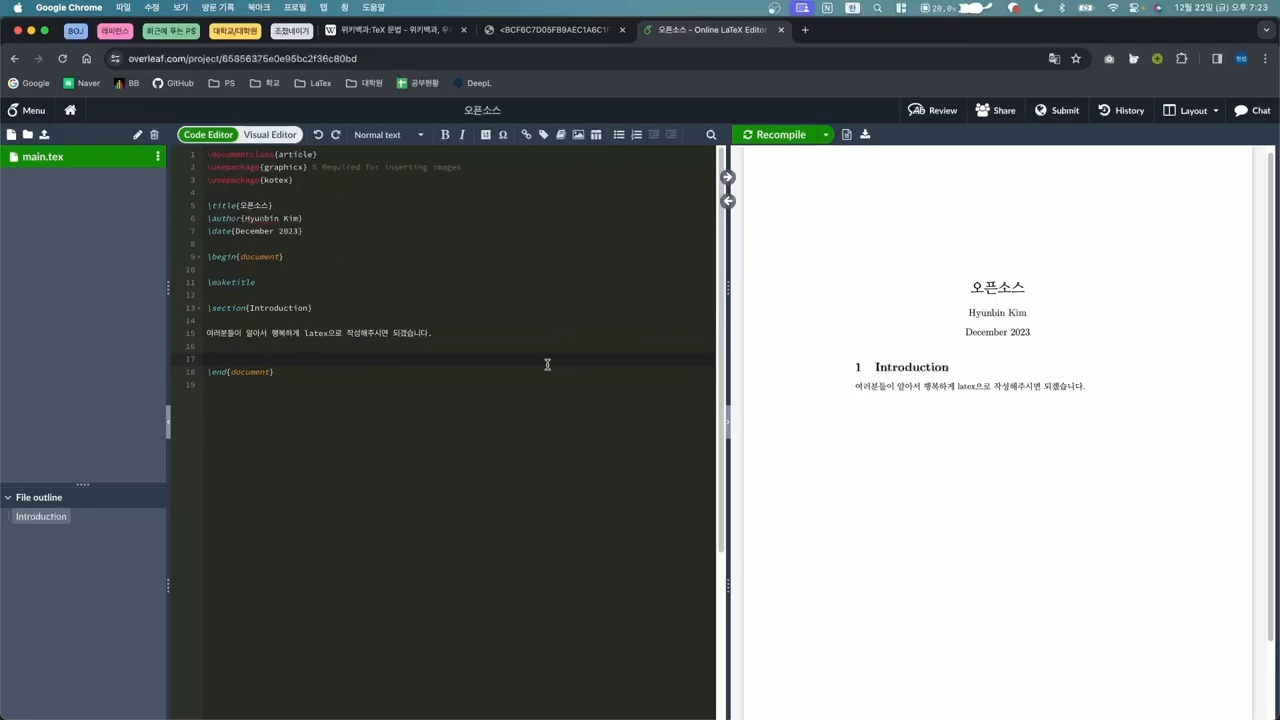 Google Chrome 파일 수정 보기 방문 기록 북마크 프로필 탭 창 도움말 12월 22일 (금) 오후 7:23
BOJ 레퍼런스 최근에 푸는 PS 대학교/대학원 조졌네이거 위키백과:TeX 문법 - 위키백과, 우 <BCF6C7D05FB9AEC1A6C1F 오픈소스 - Online LaTeX Editor
overleaf.com/project/65856375e0e95bc2f36c80bd
Google Naver BB GitHub PS 학교 LaTex 대학원 공부현황 DeepL
Menu 오픈소스 Review Share Submit History Layout Chat
Code Editor Visual Editor Normal text Recompile
main.tex
1 \documentclass{article}
2 \usepackage{graphicx} % Required for inserting images
3 \usepackage{kotex}
4
5 \title{오픈소스}
6 \author{Hyunbin Kim}
7 \date{December 2023}
8
9 \begin{document}
10
11 \maketitle
12
13 \section{Introduction}
14
15 여러분들이 알아서 행복하게 latex으로 작성해주시면 되겠습니다.
16
17
18 \end{document}
19
File outline
Introduction
오픈소스
Hyunbin Kim
December 2023
1 Introduction
여러분들이 알아서 행복하게 latex으로 작성해주시면 되겠습니다.